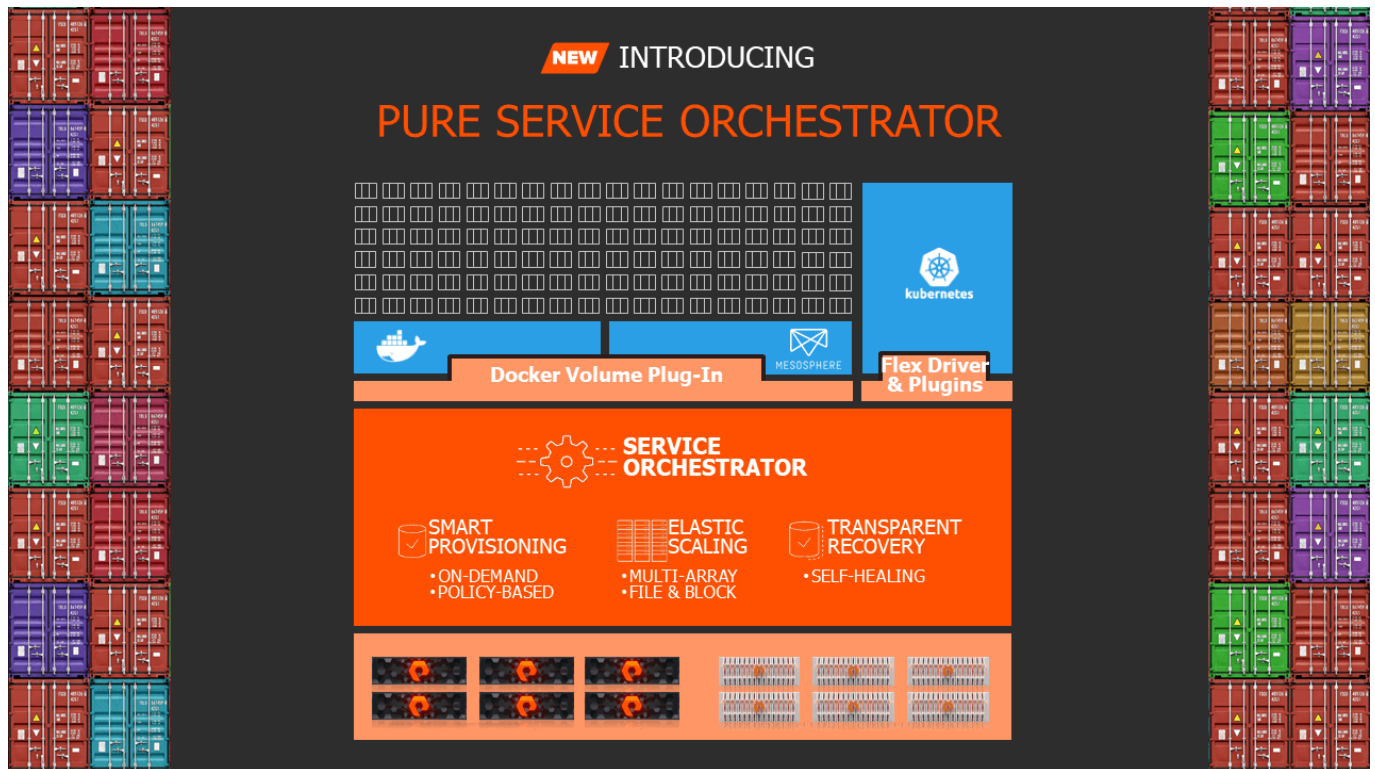 NEW INTRODUCING
PURE SERVICE ORCHESTRATOR
kubernetes
MESOSPHERE
Docker Volume Plug-In
Flex Driver
& Plugins
SERVICE
ORCHESTRATOR
SMART
PROVISIONING
•ON-DEMAND
•POLICY-BASED
ELASTIC
SCALING
•MULTI-ARRAY
•FILE & BLOCK
TRANSPARENT
RECOVERY
•SELF-HEALING